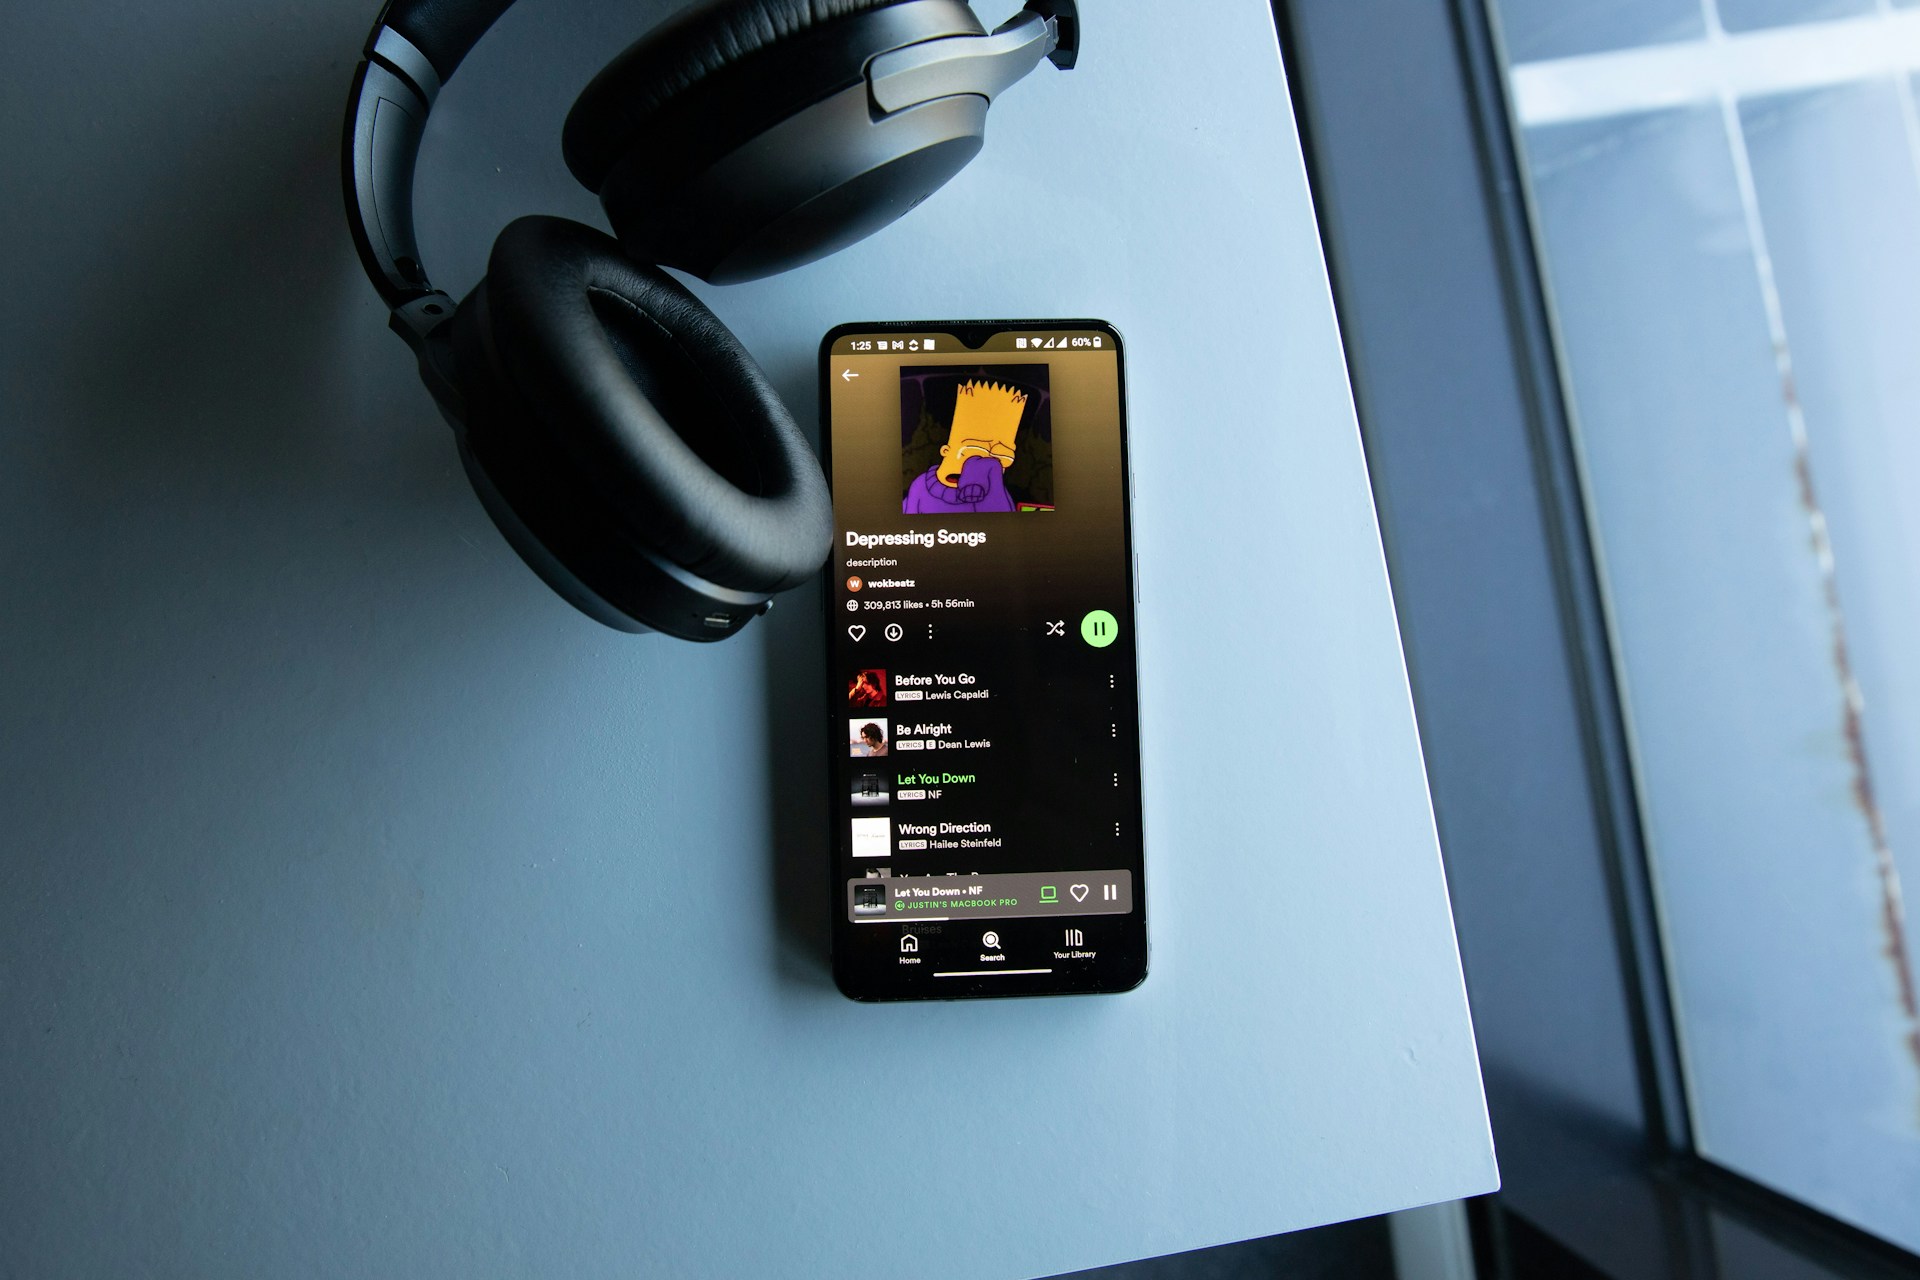 1:25 60%
Depressing Songs
description
W wokbeatz
309,813 likes • 5h 56min
Before You Go
LYRICS Lewis Capaldi
Be Alright
LYRICS E Dean Lewis
Let You Down
LYRICS NF
Wrong Direction
LYRICS Hailee Steinfeld
Let You Down • NF
JUSTIN'S MACBOOK PRO
Bruises
Home Search Your Library